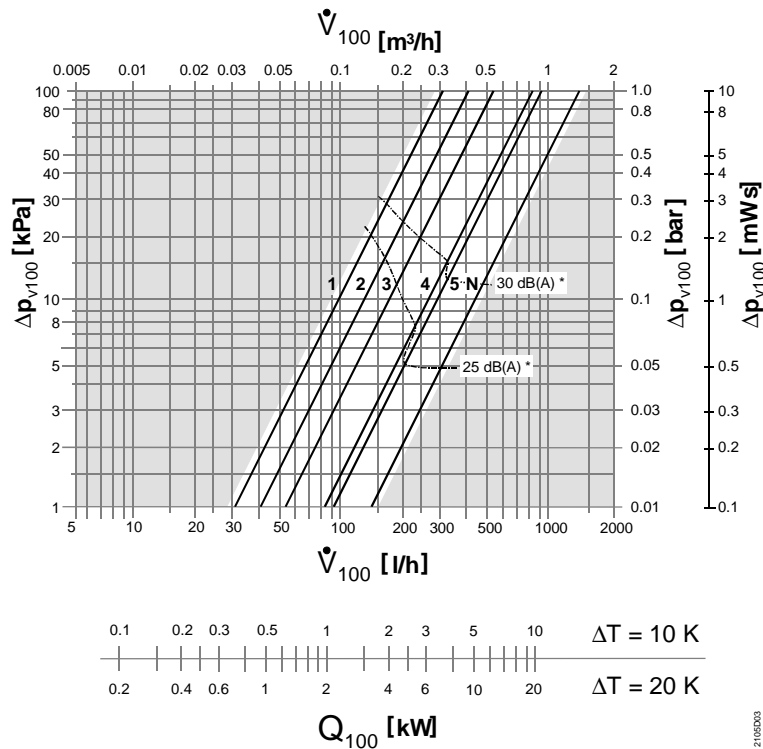 V̇100 [m³/h]
0.005 0.01 0.02 0.03 0.05 0.1 0.2 0.3 0.5 1 2
100 1.0 10
80 0.8 8
50 0.5 5
40 0.4 4
30 0.3 3
20 0.2 2
Δpv100 [kPa]
Δpv100 [bar]
Δpv100 [mWs]
1 2 3 4 5 N 30 dB(A) *
10 0.1 1
8
5 0.05 0.5
25 dB(A) *
3 0.03 0.3
2 0.02 0.2
1 0.01 0.1
5 10 20 30 50 100 200 300 500 1000 2000
V̇100 [l/h]
0.1 0.2 0.3 0.5 1 2 3 5 10 ΔT = 10 K
0.2 0.4 0.6 1 2 4 6 10 20 ΔT = 20 K
Q100 [kW]
2105D03